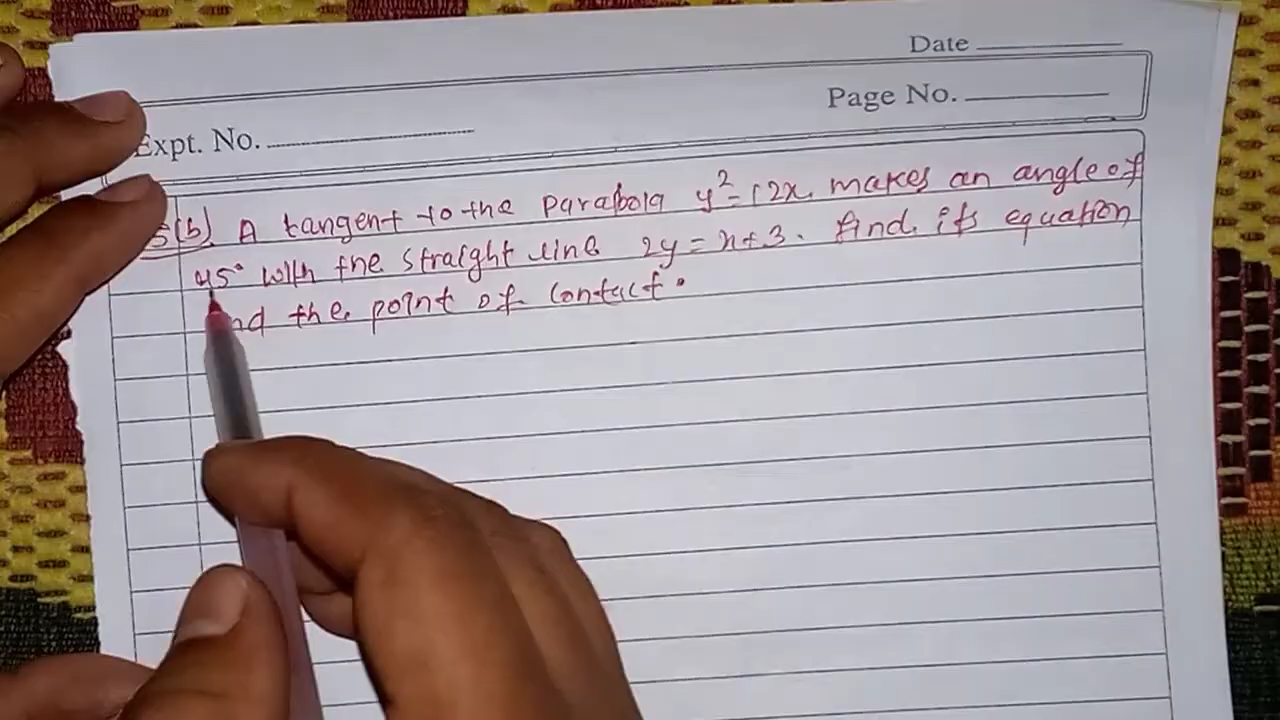 Date
Page No.
Expt. No.
(b). A tangent to the parabola y²=12x. makes an angle of
45° with the straight line 2y=x+3. find its equation
and the point of contact.